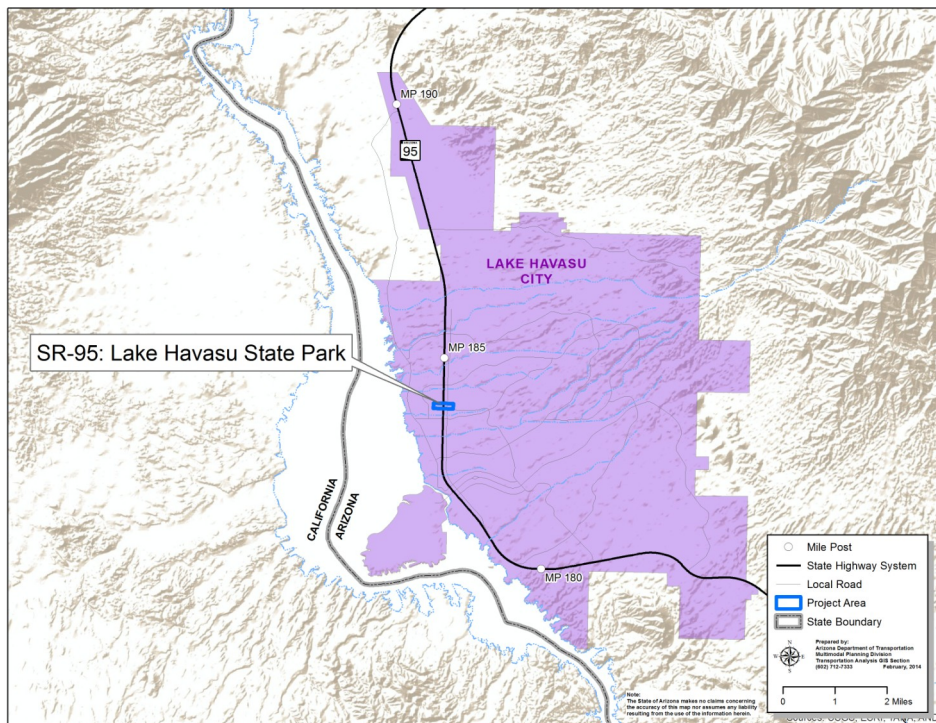 MP 190
95
LAKE HAVASU
CITY
SR-95: Lake Havasu State Park
MP 185
CALIFORNIA
ARIZONA
MP 180
Mile Post
State Highway System
Local Road
Project Area
State Boundary
N
W E
S
Prepared by:
Arizona Department of Transportation
Multimodal Planning Division
Transportation Analysis GIS Section
(602) 712-7333 February, 2014
0 1 2 Miles
Note:
The State of Arizona makes no claims concerning
the accuracy of this map nor assumes any liability
resulting from the use of the information herein.